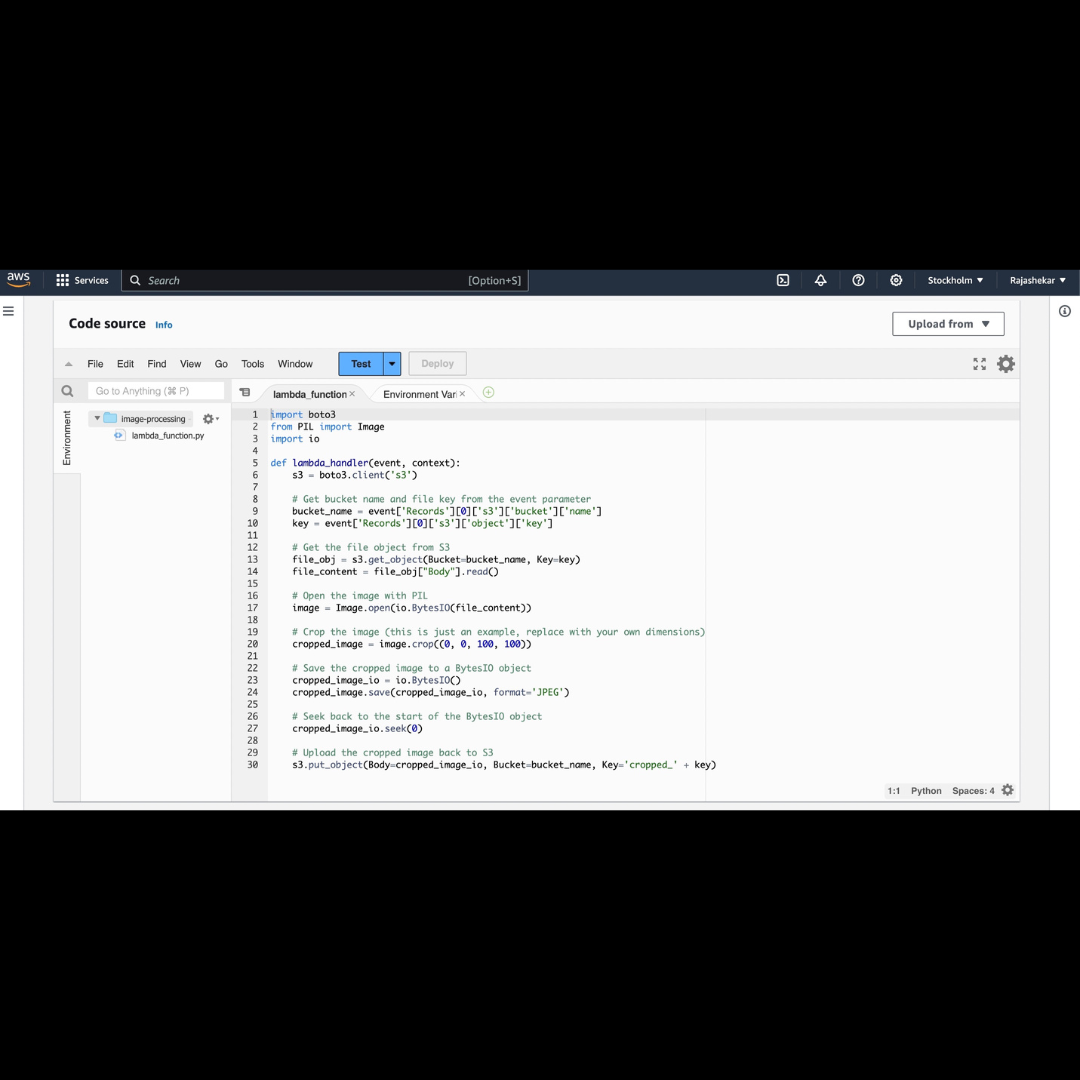 aws Services Search [Option+S] Stockholm Rajashekar
Code source Info Upload from
File Edit Find View Go Tools Window Test Deploy
Go to Anything (⌘ P) lambda_function × Environment Vari ×
Environment
image-processing
lambda_function.py
1 import boto3
2 from PIL import Image
3 import io
4
5 def lambda_handler(event, context):
6     s3 = boto3.client('s3')
7
8     # Get bucket name and file key from the event parameter
9     bucket_name = event['Records'][0]['s3']['bucket']['name']
10     key = event['Records'][0]['s3']['object']['key']
11
12     # Get the file object from S3
13     file_obj = s3.get_object(Bucket=bucket_name, Key=key)
14     file_content = file_obj["Body"].read()
15
16     # Open the image with PIL
17     image = Image.open(io.BytesIO(file_content))
18
19     # Crop the image (this is just an example, replace with your own dimensions)
20     cropped_image = image.crop((0, 0, 100, 100))
21
22     # Save the cropped image to a BytesIO object
23     cropped_image_io = io.BytesIO()
24     cropped_image.save(cropped_image_io, format='JPEG')
25
26     # Seek back to the start of the BytesIO object
27     cropped_image_io.seek(0)
28
29     # Upload the cropped image back to S3
30     s3.put_object(Body=cropped_image_io, Bucket=bucket_name, Key='cropped_' + key)
1:1 Python Spaces: 4